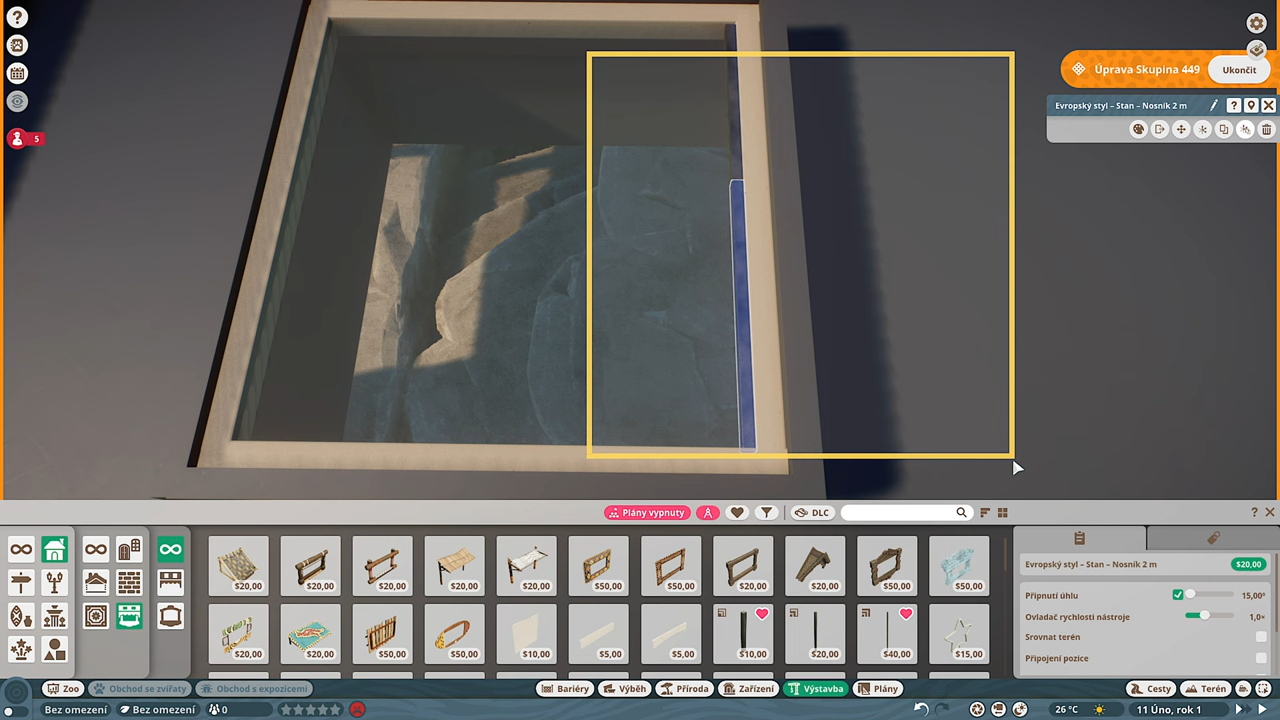 ?
5
Úprava Skupina 449
Ukončit
Evropský styl – Stan – Nosník 2 m
?
Plány vypnuty
DLC
?
$20,00 $20,00 $20,00 $20,00 $20,00 $50,00 $50,00 $20,00 $20,00 $50,00 $50,00
$20,00 $20,00 $50,00 $50,00 $10,00 $5,00 $5,00 $10,00 $20,00 $40,00 $15,00
Evropský styl – Stan – Nosník 2 m
$20,00
Připnutí úhlu
15,00°
Ovladač rychlosti nástroje
1,0×
Srovnat terén
Připojení pozice
Zoo
Obchod se zvířaty
Obchod s expozicemi
Bariéry
Výběh
Příroda
Zařízení
Výstavba
Plány
Cesty
Terén
Bez omezení
Bez omezení
0
26 °C
11 Úno, rok 1